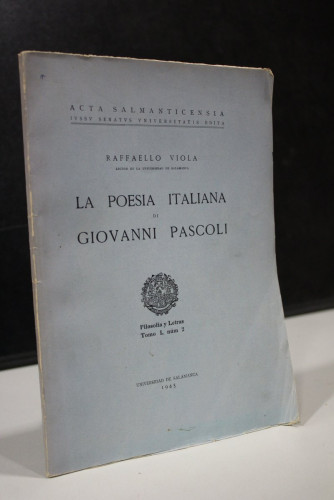 ACTA SALMANTICENSIA
IUSSU SENATUS UNIVERSITATIS EDITA
RAFFAELLO VIOLA
LA POESIA ITALIANA
DI
GIOVANNI PASCOLI
Filosofía y Letras
Tomo I, núm 2
UNIVERSIDAD DE SALAMANCA
1945